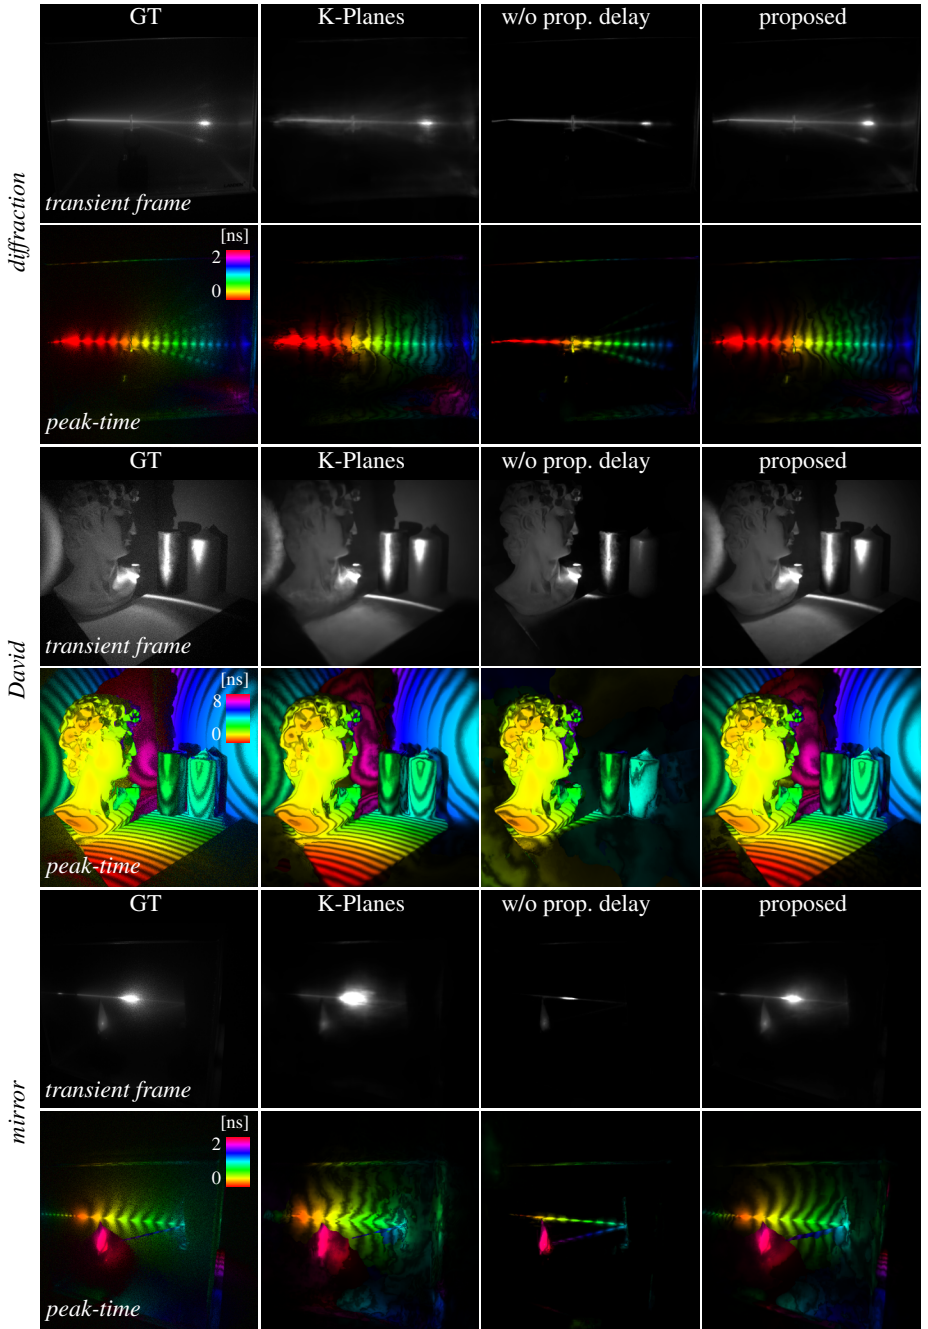 GT K-Planes w/o prop. delay proposed
diffraction
transient frame
[ns]
2
0
peak-time
GT K-Planes w/o prop. delay proposed
David
transient frame
[ns]
8
0
peak-time
GT K-Planes w/o prop. delay proposed
mirror
transient frame
[ns]
2
0
peak-time